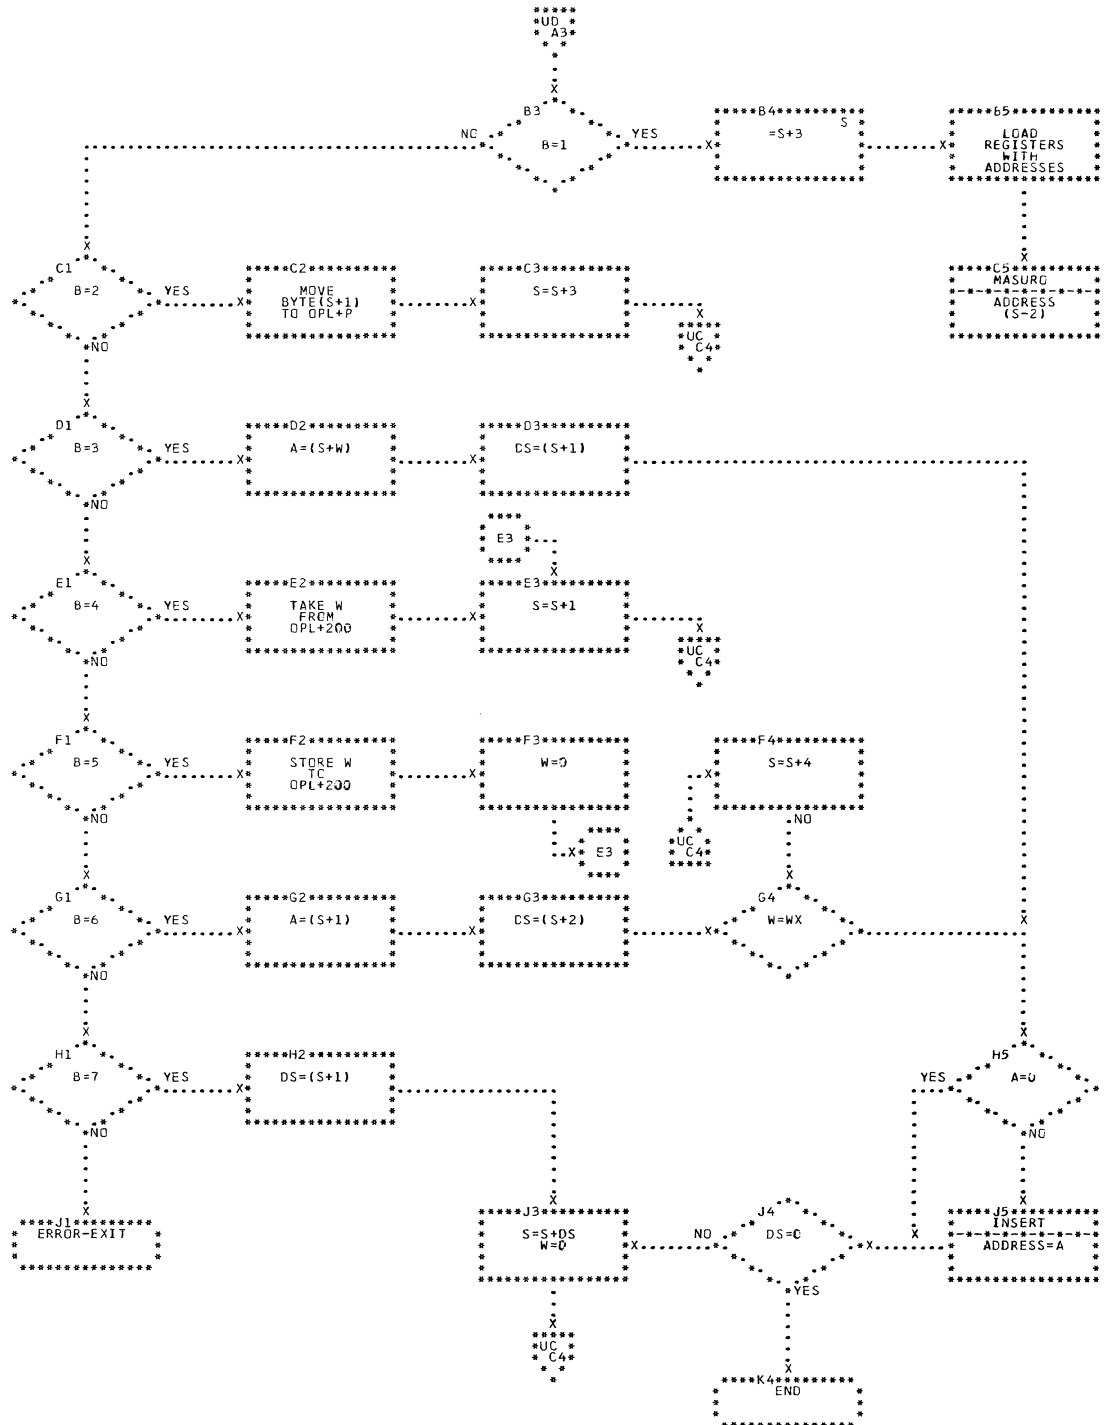 UD
A3
B3
B=1
NO
YES
B4
S
=S+3
B5
LOAD
REGISTERS
WITH
ADDRESSES
C1
B=2
YES
NO
C2
MOVE
BYTE(S+1)
TO OPL+P
C3
S=S+3
UC
C4
C5
MASURO
ADDRESS
(S-2)
D1
B=3
YES
NO
D2
A=(S+W)
D3
DS=(S+1)
E3
E1
B=4
YES
NO
E2
TAKE W
FROM
OPL+200
E3
S=S+1
UC
C4
F1
B=5
YES
NO
F2
STORE W
TO
OPL+200
F3
W=0
F4
S=S+4
NO
E3
UC
C4
G1
B=6
YES
NO
G2
A=(S+1)
G3
DS=(S+2)
G4
W=WX
H1
B=7
YES
NO
H2
DS=(S+1)
H5
A=0
YES
NO
J1
ERROR-EXIT
J3
S=S+DS
W=0
J4
DS=0
NO
YES
J5
INSERT
ADDRESS=A
UC
C4
K4
END